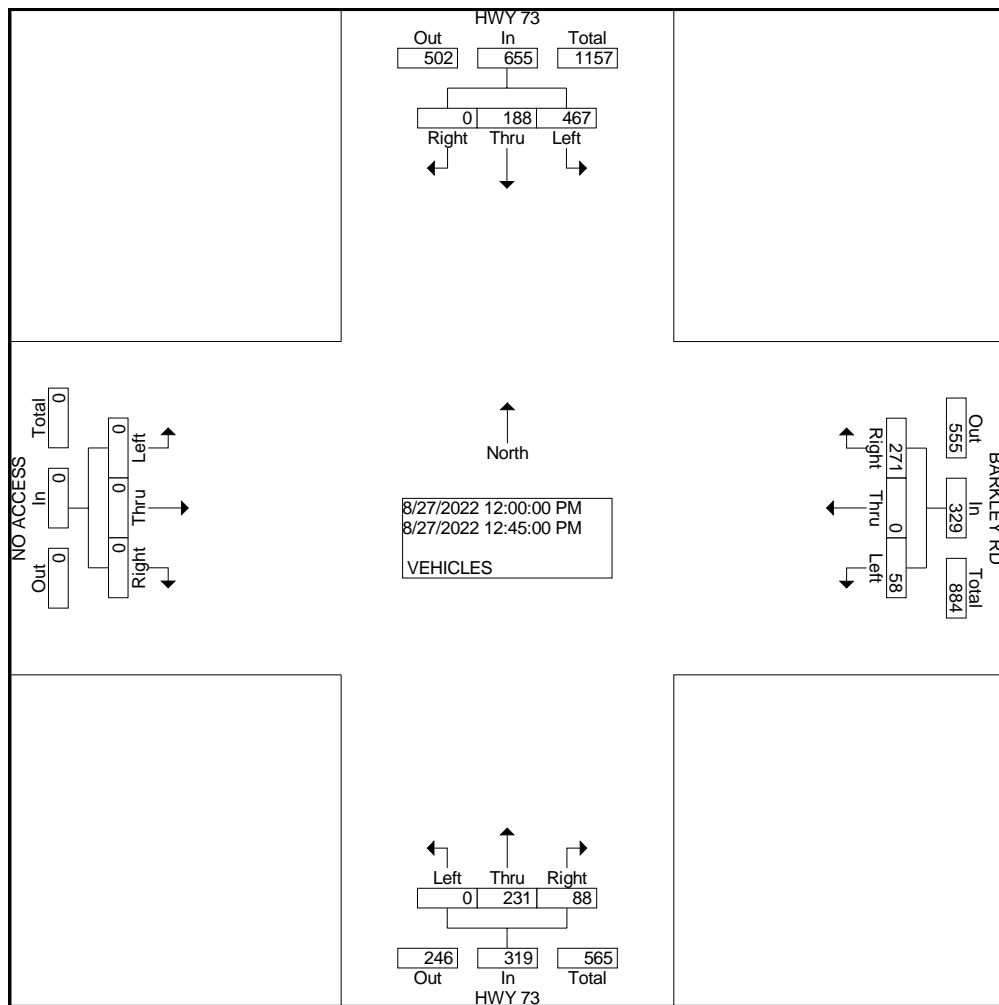 HWY 73
Out In Total
502 655 1157
0 188 467
Right Thru Left
North
8/27/2022 12:00:00 PM
8/27/2022 12:45:00 PM
VEHICLES
NO ACCESS
Out In Total
0 0 0
Right Thru Left
0 0 0
BARKLEY RD
Out In Total
555 329 884
271 0 58
Right Thru Left
Left Thru Right
0 231 88
246 319 565
Out In Total
HWY 73